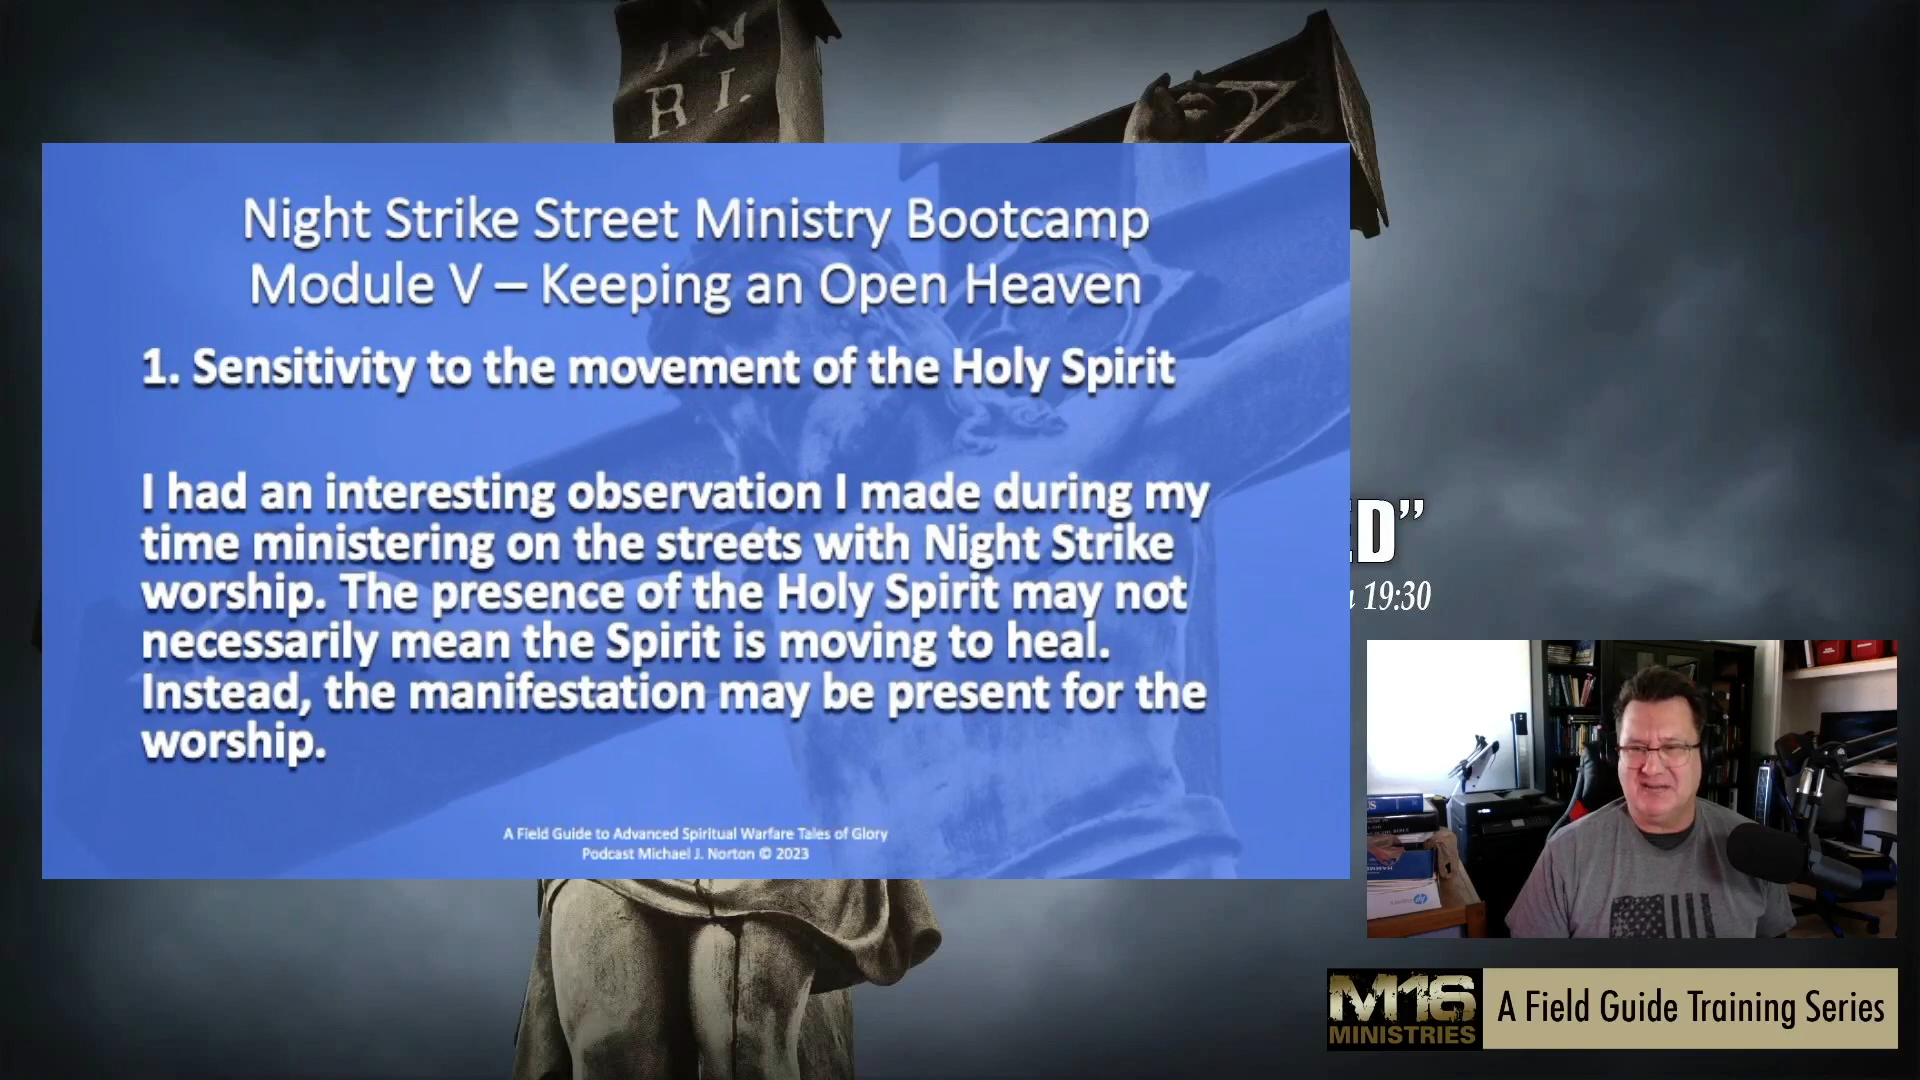 IN
R I.
Night Strike Street Ministry Bootcamp
Module V – Keeping an Open Heaven
1. Sensitivity to the movement of the Holy Spirit
I had an interesting observation I made during my
time ministering on the streets with Night Strike
worship. The presence of the Holy Spirit may not
necessarily mean the Spirit is moving to heal.
Instead, the manifestation may be present for the
worship.
A Field Guide to Advanced Spiritual Warfare Tales of Glory
Podcast Michael J. Norton © 2023
ED”
19:30
M16
MINISTRIES
A Field Guide Training Series